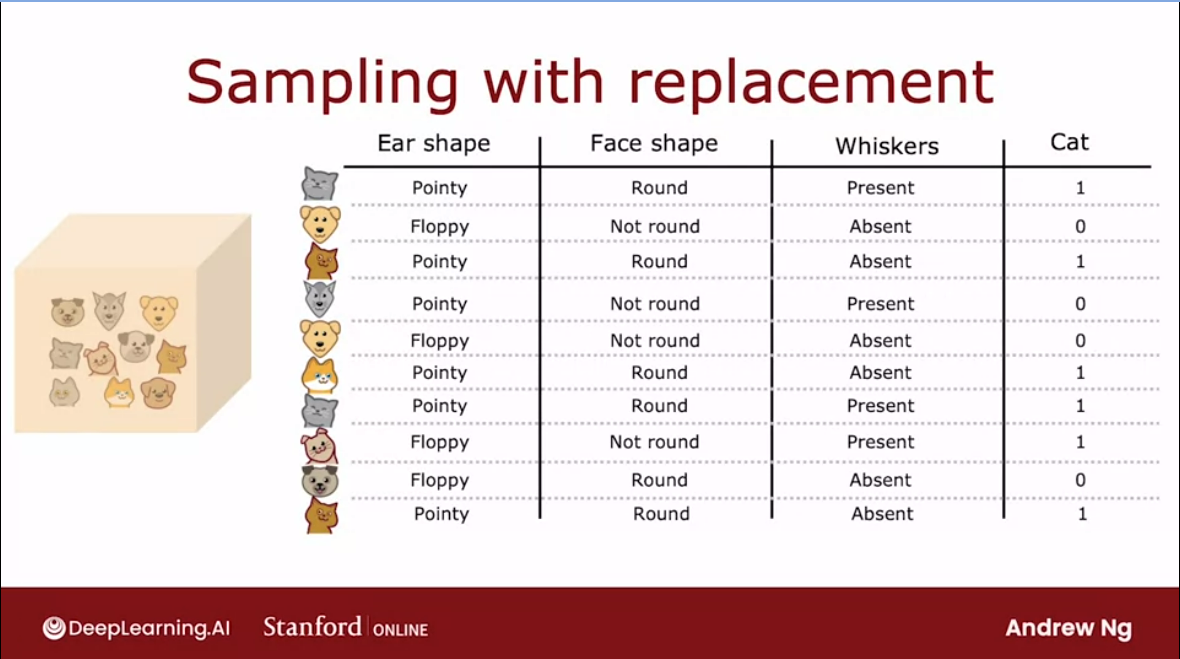 Sampling with replacement
Ear shape Face shape Whiskers Cat
Pointy Round Present 1
Floppy Not round Absent 0
Pointy Round Absent 1
Pointy Not round Present 0
Floppy Not round Absent 0
Pointy Round Absent 1
Pointy Round Present 1
Floppy Not round Present 1
Floppy Round Absent 0
Pointy Round Absent 1
DeepLearning.AI Stanford ONLINE Andrew Ng